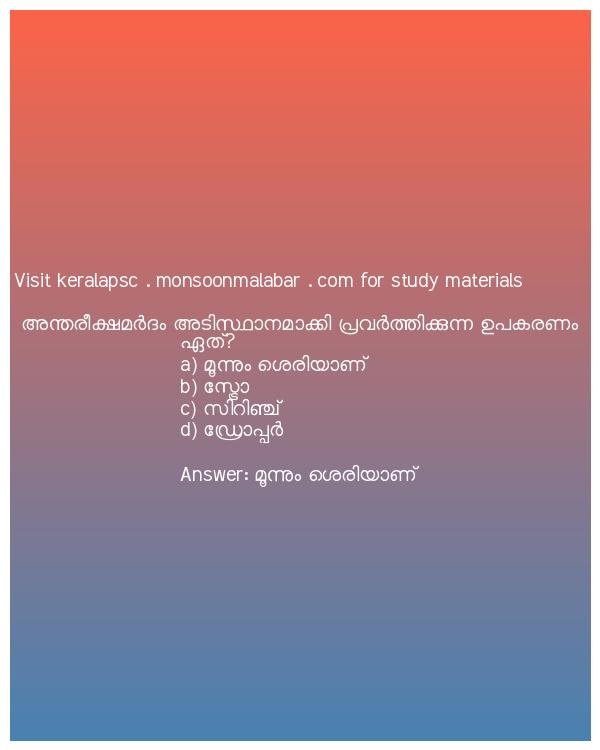 Visit keralapsc . monsoonmalabar . com for study materials
അന്തരീക്ഷമർദം അടിസ്ഥാനമാക്കി പ്രവർത്തിക്കുന്ന ഉപകരണം
ഏത്?
a) മൂന്നും ശെരിയാണ്
b) സ്ട്രോ
c) സിറിഞ്ച്
d) ഡ്രോപ്പർ
Answer: മൂന്നും ശെരിയാണ്